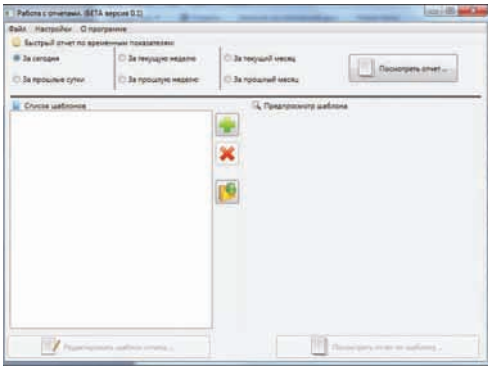 Работа с отчетами. (БЕТА версия 0.1)
Файл Настройки О программе
Быстрый отчет по временным показателям:
За сегодня За текущую неделю За текущий месяц
Посмотреть отчет ...
За прошлые сутки За прошлую неделю За прошлый месяц
Список шаблонов Предпросмотр шаблона
Редактировать шаблон отчета ... Посмотреть отчет по шаблону ...